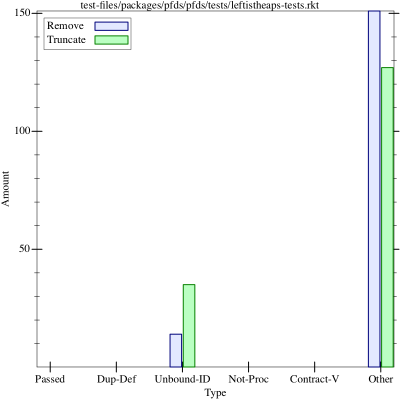 test-files/packages/pfds/pfds/tests/leftistheaps-tests.rkt
150
Remove
Truncate
100
Amount
50
Passed Dup-Def Unbound-ID Not-Proc Contract-V Other
Type